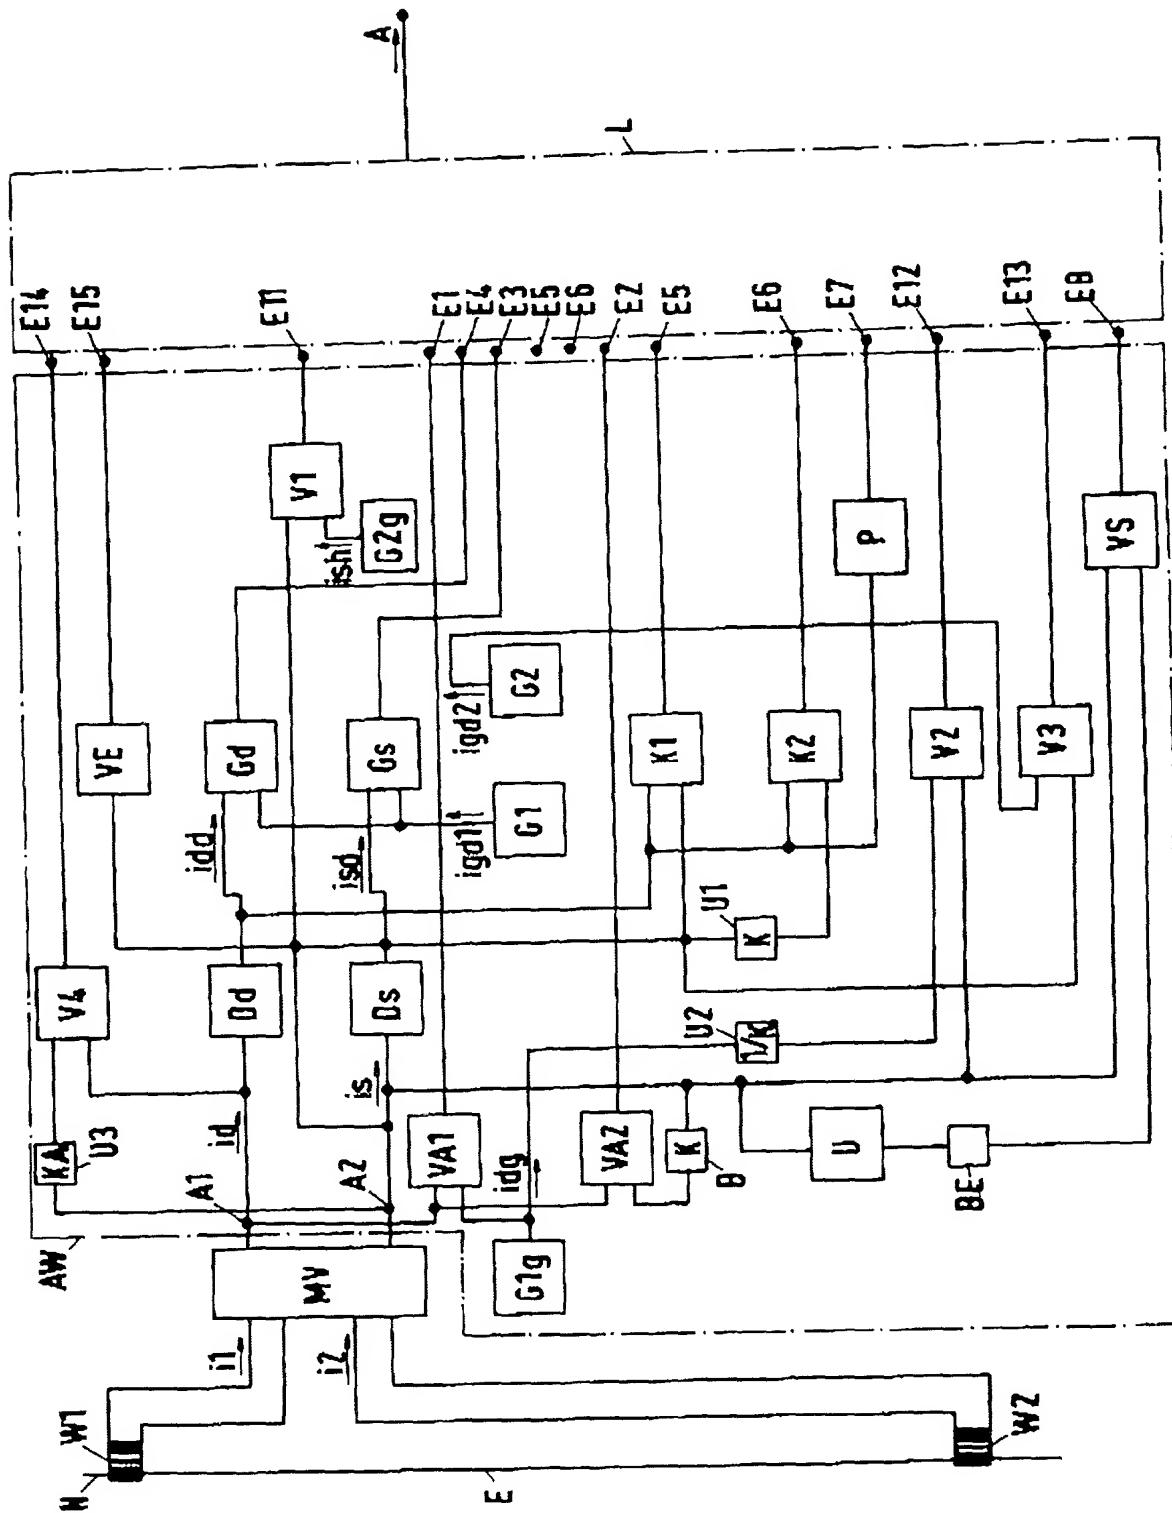 A
L
E14
E15
E11
E1
E4
E3
E5
E6
E2
E5
E6
E7
E12
E13
E8
V1
ish
G2g
P
VS
VE
Gd
Gs
igd2
G2
K1
K2
V2
V3
idd
isd
igd1
G1
U1
K
V4
Dd
Ds
U2
1/K
KA
U3
id
is
VA1
VA2
K
B
U
BE
A1
A2
idg
AW
MV
G1g
i1
i2
N
W1
E
W2